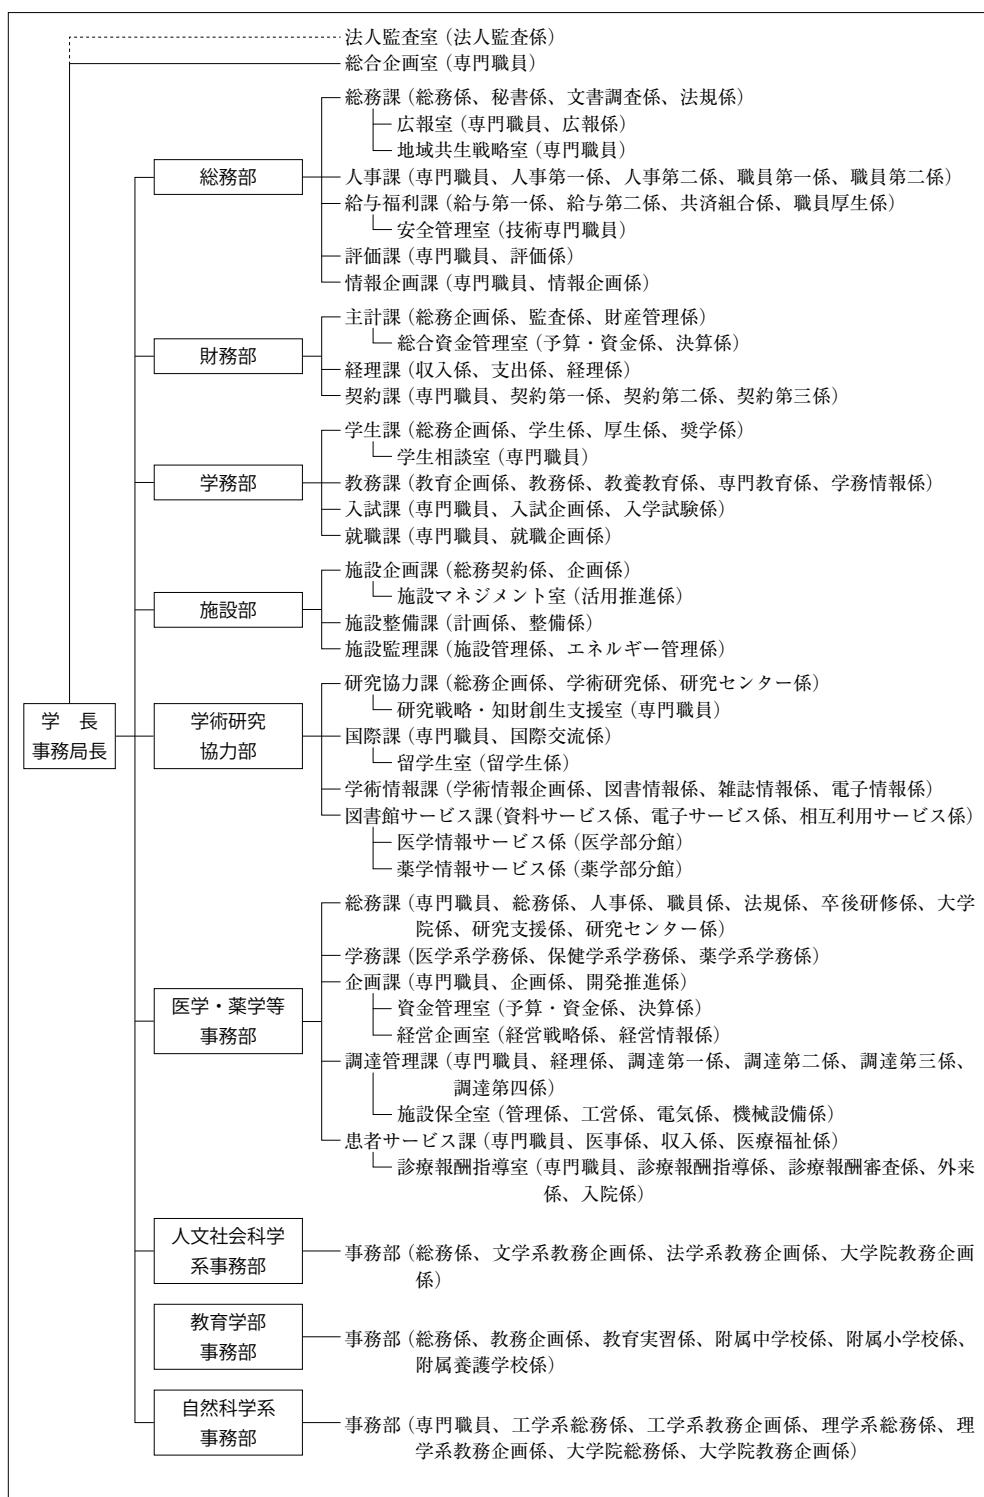 法人監査室（法人監査係）
総合企画室（専門職員）
総務課（総務係、秘書係、文書調査係、法規係）
広報室（専門職員、広報係）
地域共生戦略室（専門職員）
総務部
人事課（専門職員、人事第一係、人事第二係、職員第一係、職員第二係）
給与福利課（給与第一係、給与第二係、共済組合係、職員厚生係）
安全管理室（技術専門職員）
評価課（専門職員、評価係）
情報企画課（専門職員、情報企画係）
主計課（総務企画係、監査係、財産管理係）
財務部
総合資金管理室（予算・資金係、決算係）
経理課（収入係、支出係、経理係）
契約課（専門職員、契約第一係、契約第二係、契約第三係）
学生課（総務企画係、学生係、厚生係、奨学係）
学生相談室（専門職員）
学務部
教務課（教育企画係、教務係、教養教育係、専門教育係、学務情報係）
入試課（専門職員、入試企画係、入学試験係）
就職課（専門職員、就職企画係）
施設企画課（総務契約係、企画係）
施設部
施設マネジメント室（活用推進係）
施設整備課（計画係、整備係）
施設監理課（施設管理係、エネルギー管理係）
学　長
事務局長
学術研究
協力部
研究協力課（総務企画係、学術研究係、研究センター係）
研究戦略・知財創生支援室（専門職員）
国際課（専門職員、国際交流係）
留学生室（留学生係）
学術情報課（学術情報企画係、図書情報係、雑誌情報係、電子情報係）
図書館サービス課（資料サービス係、電子サービス係、相互利用サービス係）
医学情報サービス係（医学部分館）
薬学情報サービス係（薬学部分館）
総務課（専門職員、総務係、人事係、職員係、法規係、卒後研修係、大学
院係、研究支援係、研究センター係）
学務課（医学系学務係、保健学系学務係、薬学系学務係）
企画課（専門職員、企画係、開発推進係）
医学・薬学等
事務部
資金管理室（予算・資金係、決算係）
経営企画室（経営戦略係、経営情報係）
調達管理課（専門職員、経理係、調達第一係、調達第二係、調達第三係、
調達第四係）
施設保全室（管理係、工営係、電気係、機械設備係）
患者サービス課（専門職員、医事係、収入係、医療福祉係）
診療報酬指導室（専門職員、診療報酬指導係、診療報酬審査係、外来
係、入院係）
人文社会科学
系事務部
事務部（総務係、文学系教務企画係、法学系教務企画係、大学院教務企画
係）
教育学部
事務部
事務部（総務係、教務企画係、教育実習係、附属中学校係、附属小学校係、
附属養護学校係）
自然科学系
事務部
事務部（専門職員、工学系総務係、工学系教務企画係、理学系総務係、理
学系教務企画係、大学院総務係、大学院教務企画係）